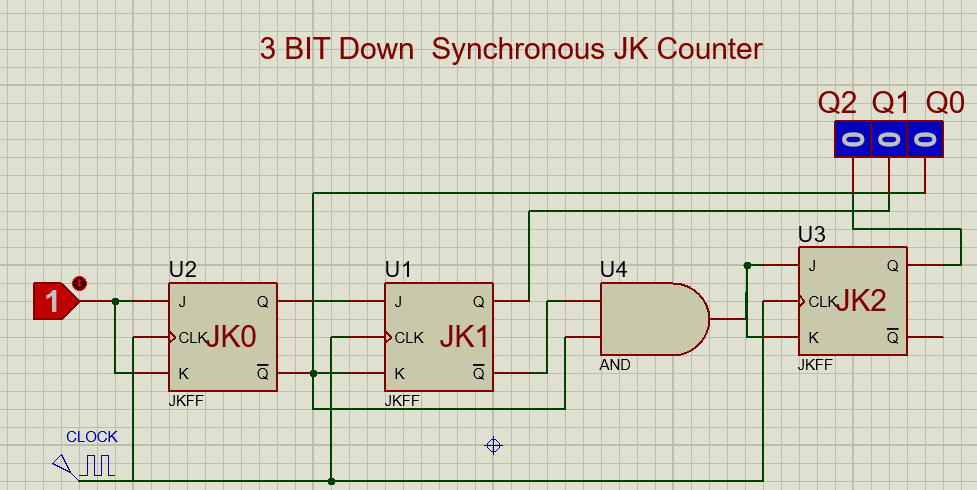 3 BIT Down Synchronous JK Counter
Q2 Q1 Q0
0 0 0
U3
U2 U1 U4
J Q
J Q J Q
1
CLK JK2
CLK JK0 CLK JK1
K Q
AND JKFF
K Q K Q
JKFF JKFF
CLOCK